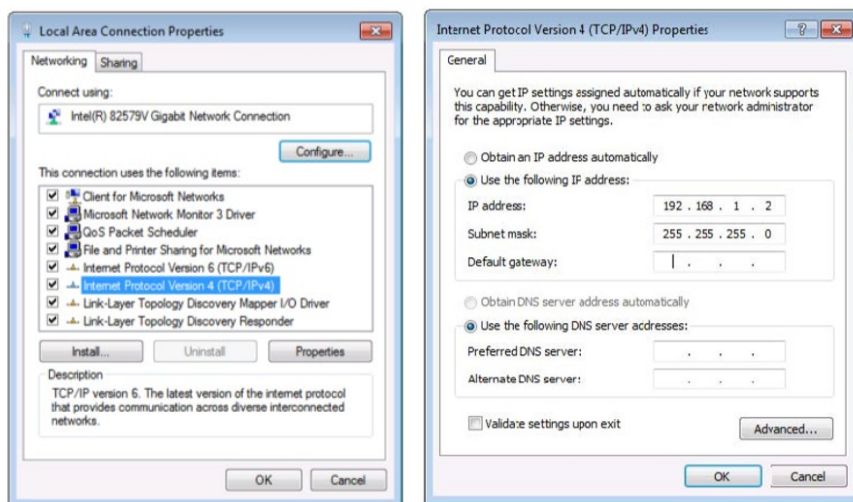 Local Area Connection Properties
Networking
Sharing
Connect using:
Intel(R) 82579V Gigabit Network Connection
Configure...
This connection uses the following items:
Client for Microsoft Networks
Microsoft Network Monitor 3 Driver
QoS Packet Scheduler
File and Printer Sharing for Microsoft Networks
Internet Protocol Version 6 (TCP/IPv6)
Internet Protocol Version 4 (TCP/IPv4)
Link-Layer Topology Discovery Mapper I/O Driver
Link-Layer Topology Discovery Responder
Install...
Uninstall
Properties
Description
TCP/IP version 6. The latest version of the internet protocol
that provides communication across diverse interconnected
networks.
OK
Cancel
Internet Protocol Version 4 (TCP/IPv4) Properties
General
You can get IP settings assigned automatically if your network supports
this capability. Otherwise, you need to ask your network administrator
for the appropriate IP settings.
Obtain an IP address automatically
Use the following IP address:
IP address: 192 . 168 . 1 . 2
Subnet mask: 255 . 255 . 255 . 0
Default gateway: . . .
Obtain DNS server address automatically
Use the following DNS server addresses:
Preferred DNS server: . . .
Alternate DNS server: . . .
Validate settings upon exit
Advanced...
OK
Cancel